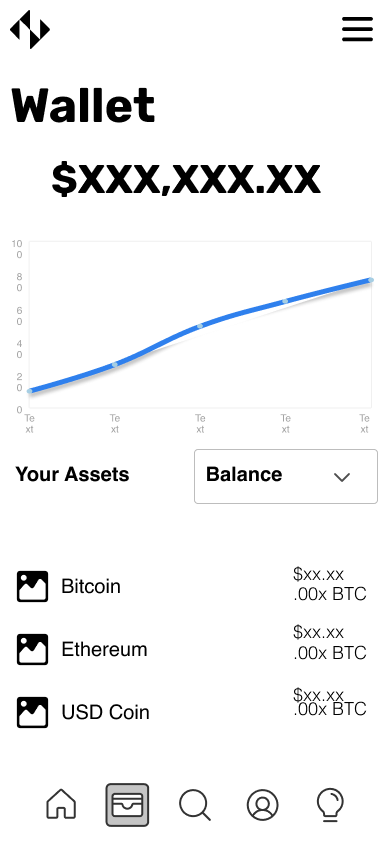 Wallet
$XXX,XXX.XX
10
0
8
0
6
0
4
0
2
0
0
Te
xt
Te
xt
Te
xt
Te
xt
Te
xt
Your Assets
Balance
Bitcoin
$xx.xx
.00x BTC
Ethereum
$xx.xx
.00x BTC
USD Coin
$xx.xx
.00x BTC